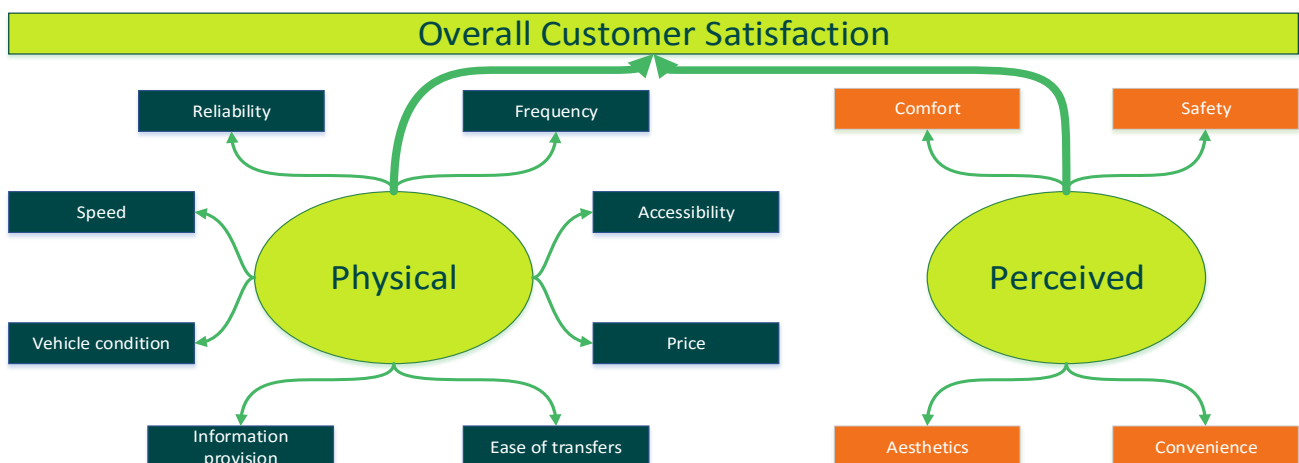 Overall Customer Satisfaction
Reliability
Frequency
Comfort
Safety
Speed
Accessibility
Physical
Perceived
Vehicle condition
Price
Information
provision
Ease of transfers
Aesthetics
Convenience